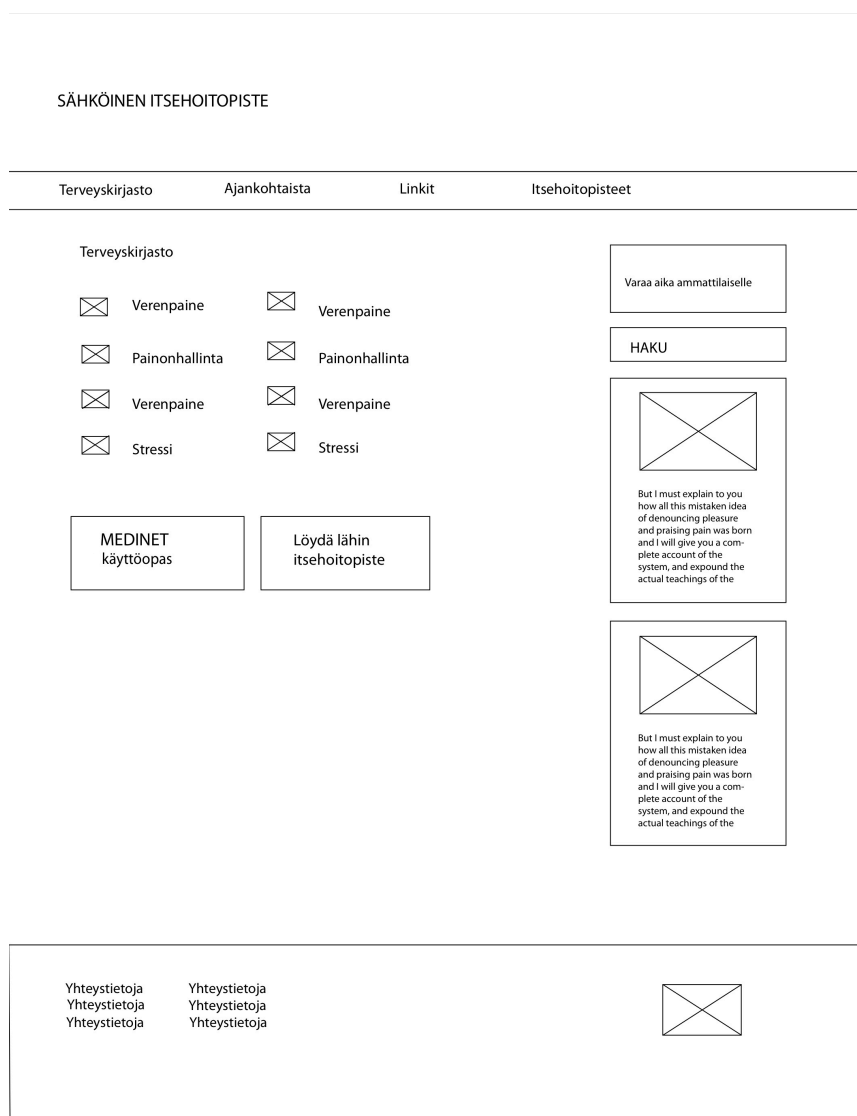 SÄHKÖINEN ITSEHOITOPISTE
Terveyskirjasto
Ajankohtaista
Linkit
Itsehoitopisteet
Terveyskirjasto
Verenpaine
Verenpaine
Painonhallinta
Painonhallinta
Verenpaine
Verenpaine
Stressi
Stressi
MEDINET
käyttöopas
Löydä lähin
itsehoitopiste
Varaa aika ammattilaiselle
HAKU
But I must explain to you
how all this mistaken idea
of denouncing pleasure
and praising pain was born
and I will give you a com-
plete account of the
system, and expound the
actual teachings of the
But I must explain to you
how all this mistaken idea
of denouncing pleasure
and praising pain was born
and I will give you a com-
plete account of the
system, and expound the
actual teachings of the
Yhteystietoja
Yhteystietoja
Yhteystietoja
Yhteystietoja
Yhteystietoja
Yhteystietoja